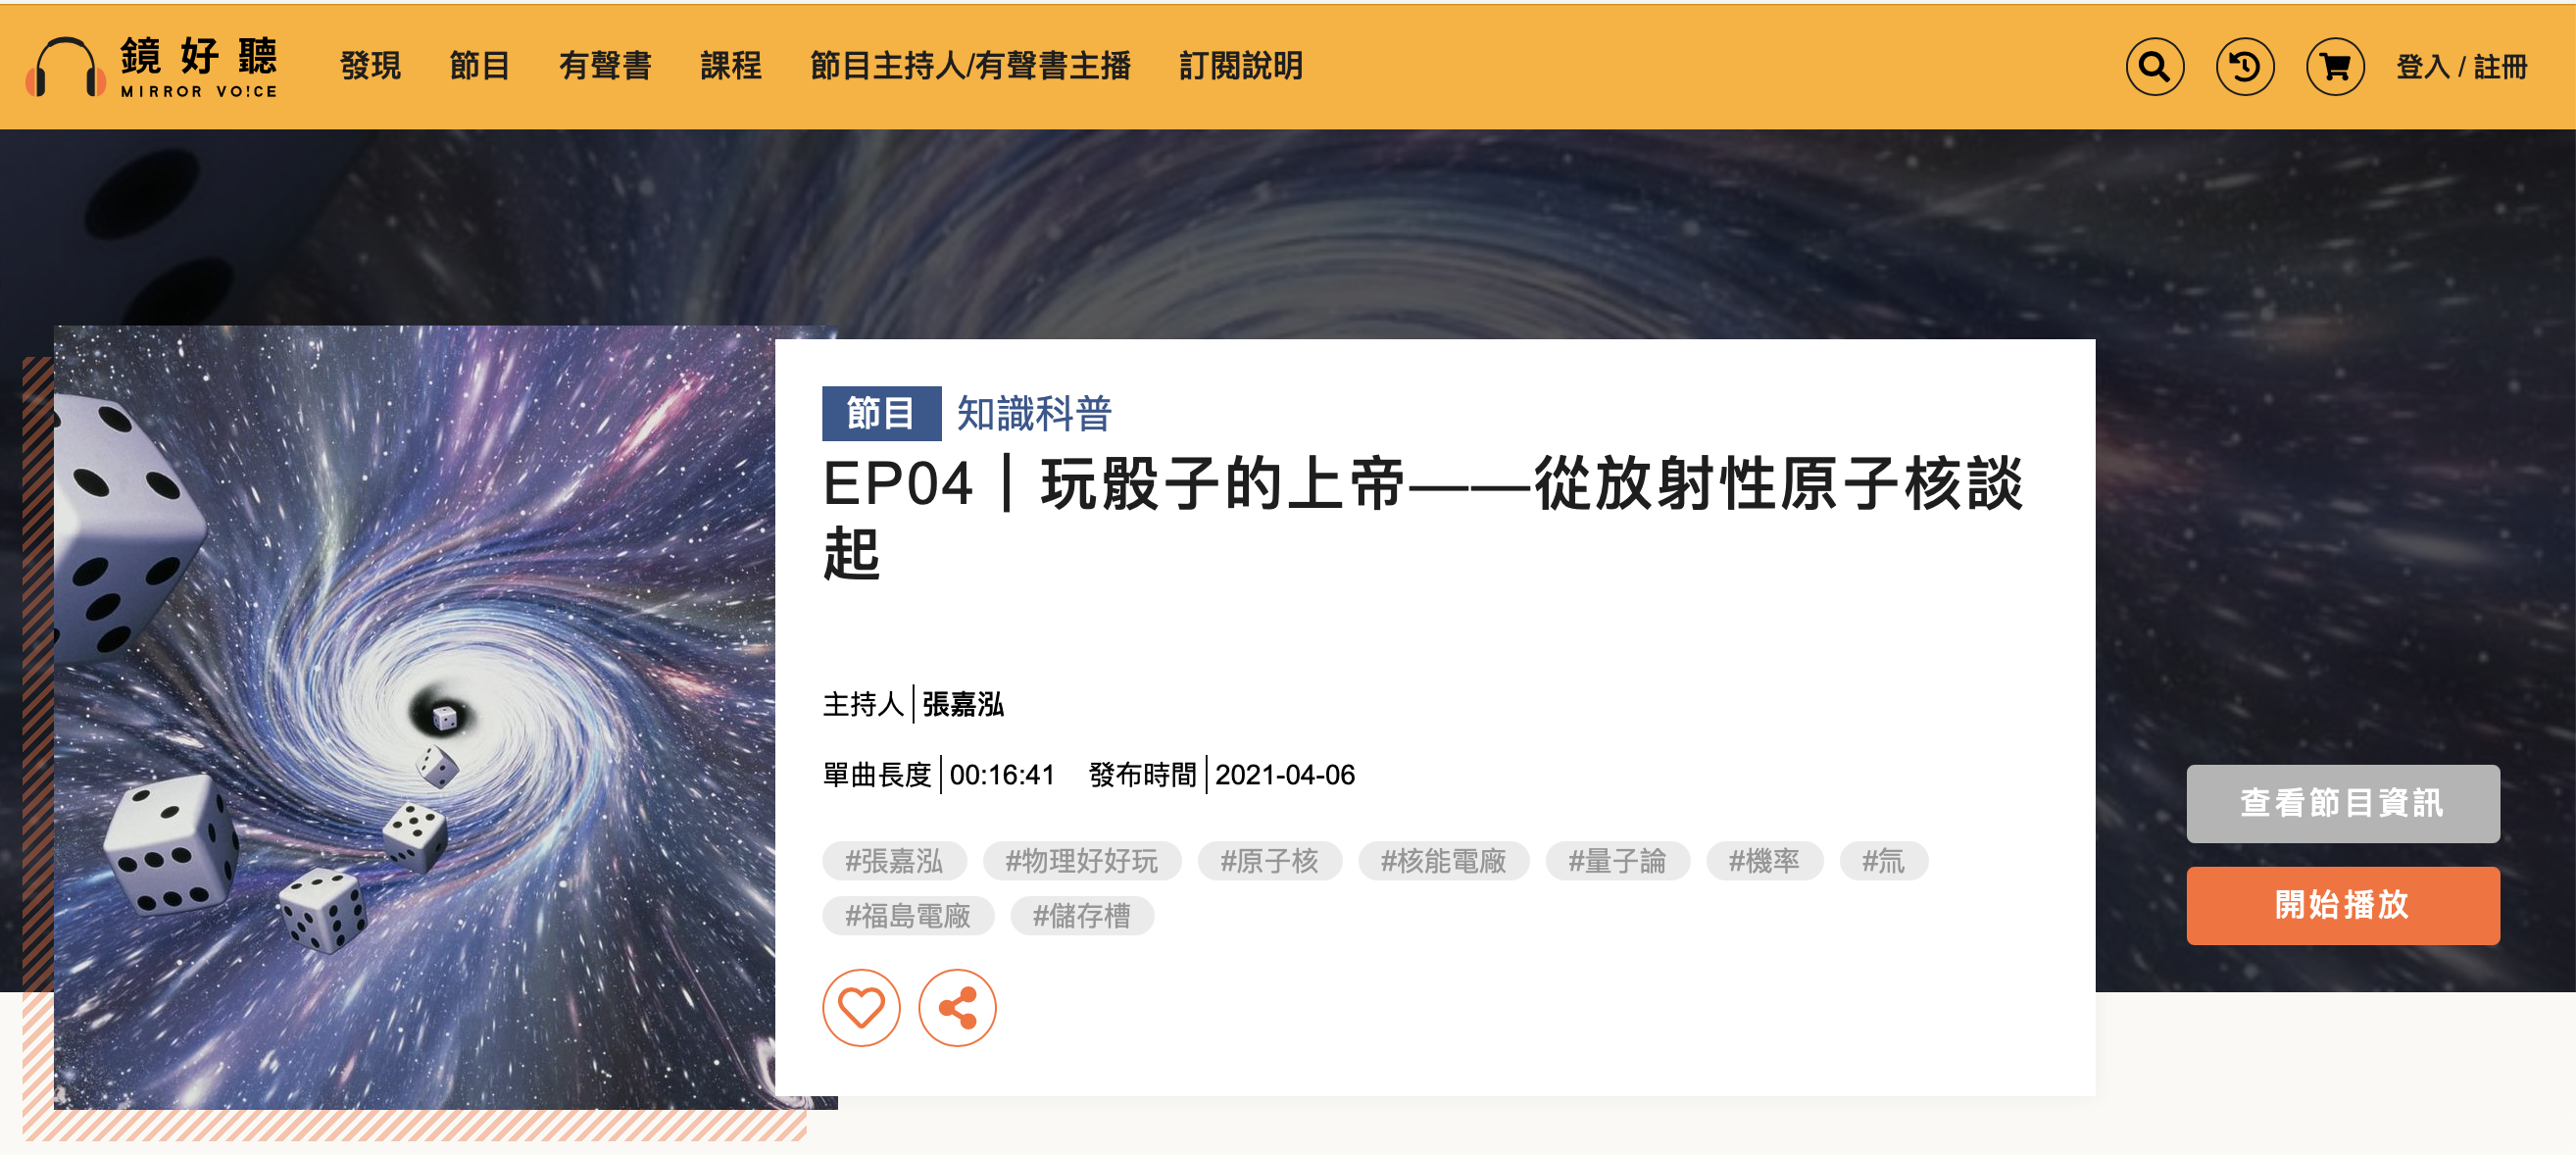 鏡好聽
MIRROR VO!CE
發現 節目 有聲書 課程 節目主持人/有聲書主播 訂閱說明 登入 / 註冊
節目 知識科普
EP04｜玩骰子的上帝——從放射性原子核談
起
主持人 張嘉泓
單曲長度 00:16:41 發布時間 2021-04-06
#張嘉泓 #物理好好玩 #原子核 #核能電廠 #量子論 #機率 #氚
#福島電廠 #儲存槽
查看節目資訊
開始播放